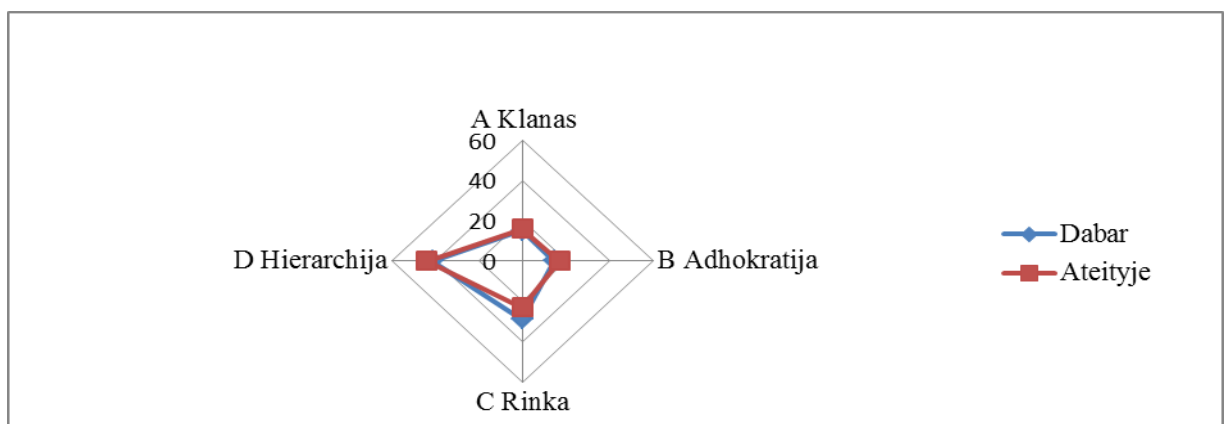 A Klanas
60
40
20
0
D Hierarchija
B Adhokratija
C Rinka
Dabar
Ateityje